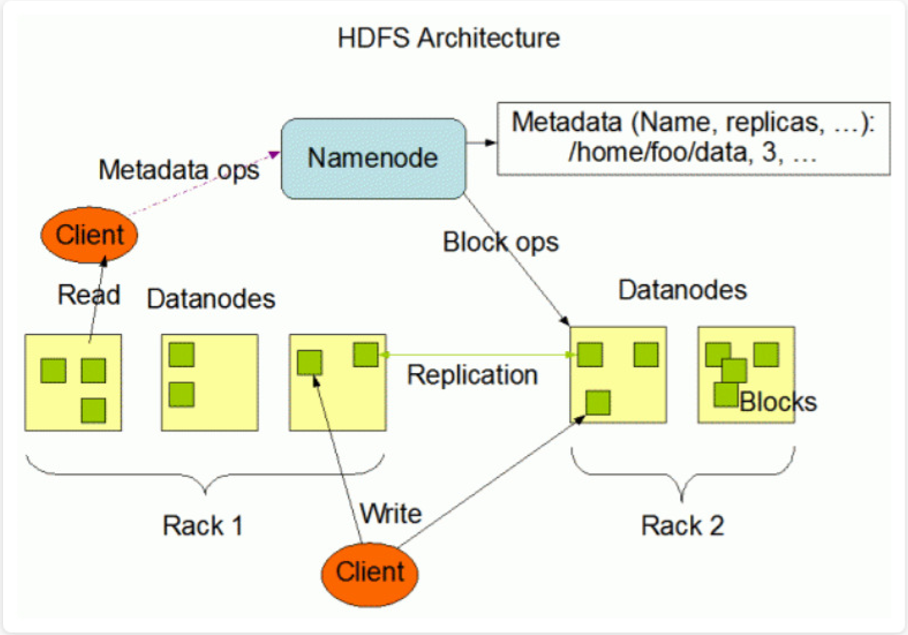 HDFS Architecture
Metadata (Name, replicas, ...):
/home/foo/data, 3, ...
Namenode
Metadata ops
Client
Block ops
Read
Datanodes
Datanodes
Replication
Blocks
Rack 1
Write
Rack 2
Client